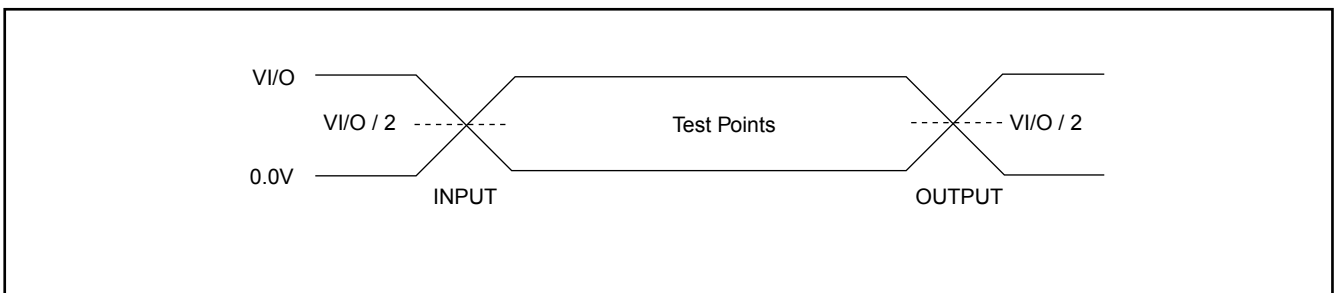 VI/O
VI/O / 2
Test Points
VI/O / 2
0.0V
INPUT
OUTPUT